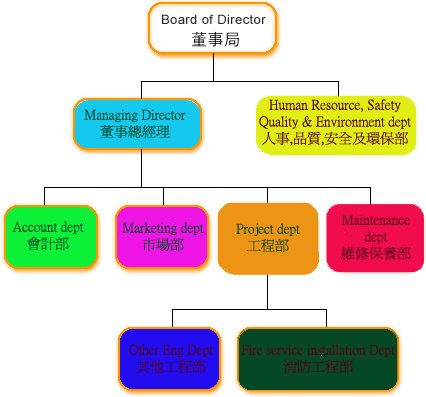 Board of Director
董事局
Managing Director
董事總經理
Human Resource, Safety
Quality & Environment dept
人事,品質,安全及環保部
Account dept
會計部
Marketing dept
市場部
Project dept
工程部
Maintenance
dept
維修保養部
Other Eng Dept
其他工程部
Fire service installation Dept
消防工程部